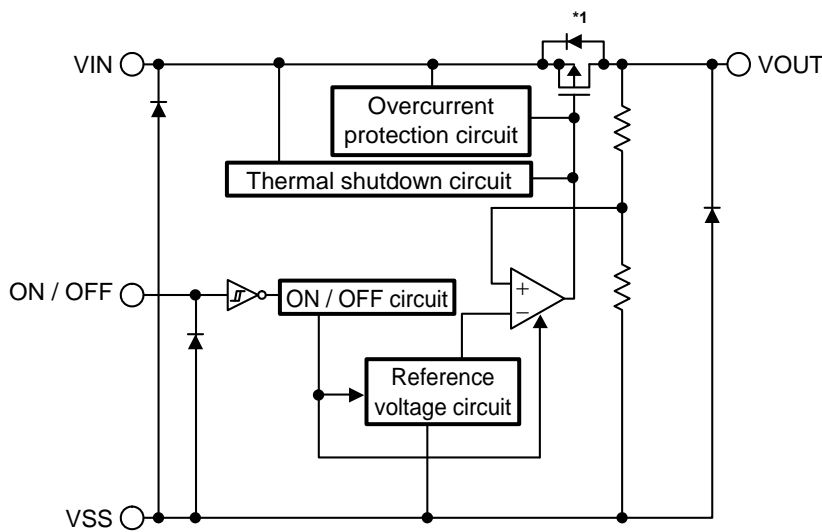 *1
VIN
VOUT
Overcurrent
protection circuit
Thermal shutdown circuit
ON / OFF
ON / OFF circuit
+
−
Reference
voltage circuit
VSS